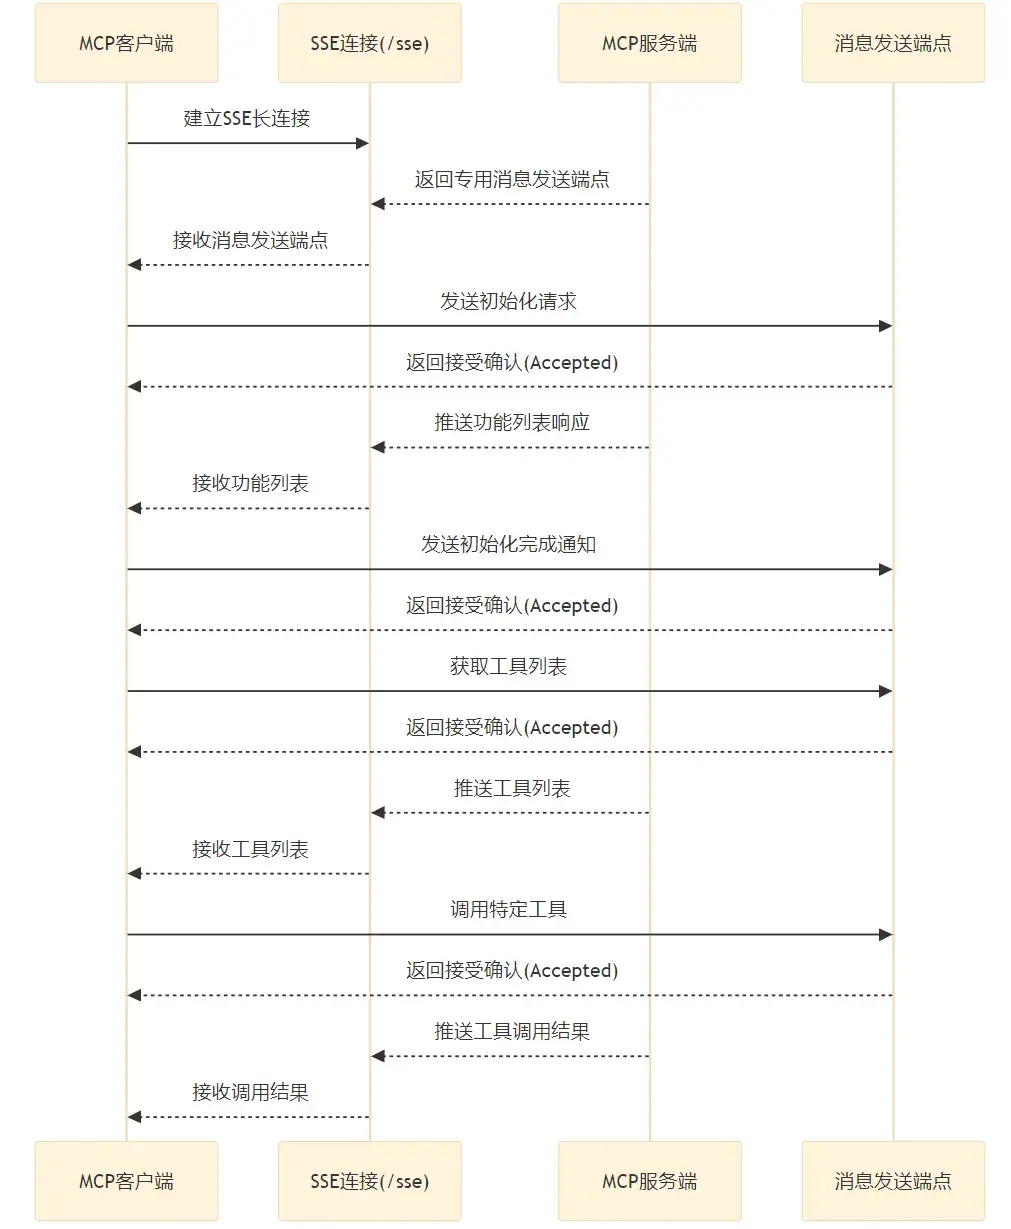 MCP客户端
SSE连接(/sse)
MCP服务端
消息发送端点
建立SSE长连接
返回专用消息发送端点
接收消息发送端点
发送初始化请求
返回接受确认(Accepted)
推送功能列表响应
接收功能列表
发送初始化完成通知
返回接受确认(Accepted)
获取工具列表
返回接受确认(Accepted)
推送工具列表
接收工具列表
调用特定工具
返回接受确认(Accepted)
推送工具调用结果
接收调用结果
MCP客户端
SSE连接(/sse)
MCP服务端
消息发送端点